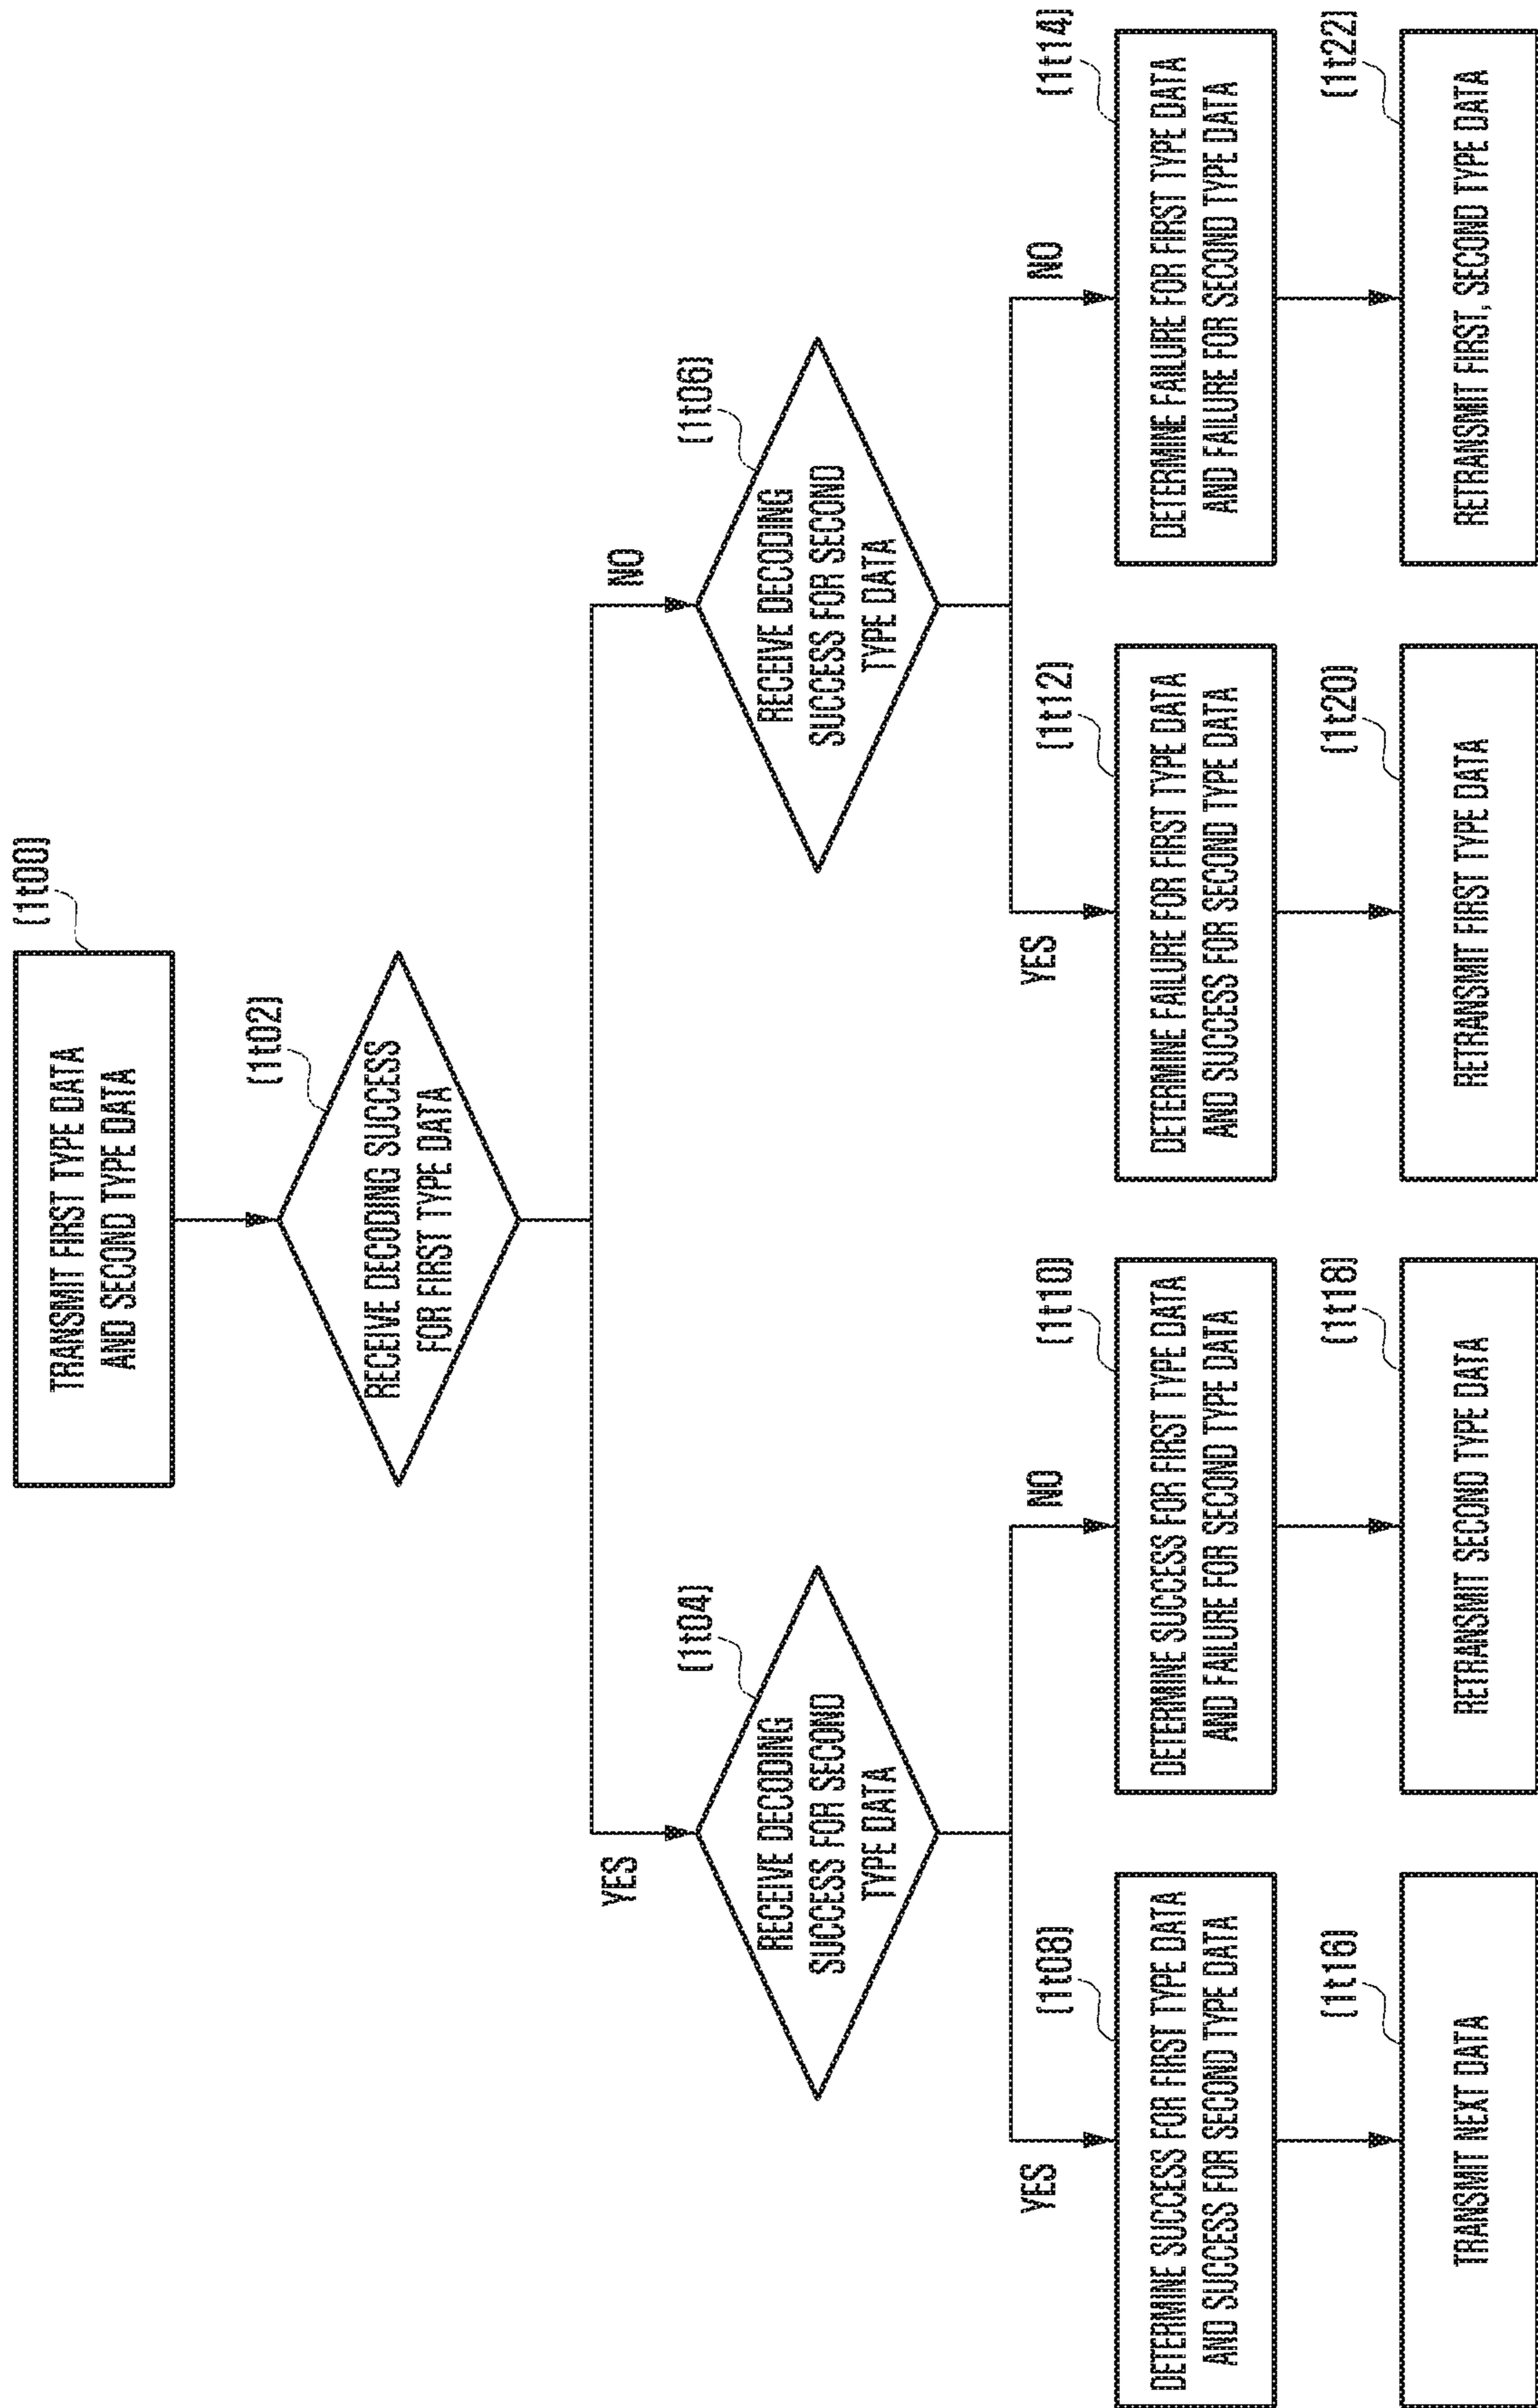 TRANSMIT FIRST TYPE DATA
AND SECOND TYPE DATA
(1t00)
RECEIVE DECODING SUCCESS
FOR FIRST TYPE DATA
(1t02)
YES
NO
RECEIVE DECODING
SUCCESS FOR SECOND
TYPE DATA
(1t04)
RECEIVE DECODING
SUCCESS FOR SECOND
TYPE DATA
(1t06)
YES
NO
YES
NO
DETERMINE SUCCESS FOR FIRST TYPE DATA
AND SUCCESS FOR SECOND TYPE DATA
(1t08)
DETERMINE SUCCESS FOR FIRST TYPE DATA
AND FAILURE FOR SECOND TYPE DATA
(1t10)
DETERMINE FAILURE FOR FIRST TYPE DATA
AND SUCCESS FOR SECOND TYPE DATA
(1t12)
DETERMINE FAILURE FOR FIRST TYPE DATA
AND FAILURE FOR SECOND TYPE DATA
(1t14)
TRANSMIT NEXT DATA
(1t16)
RETRANSMIT SECOND TYPE DATA
(1t18)
RETRANSMIT FIRST TYPE DATA
(1t20)
RETRANSMIT FIRST, SECOND TYPE DATA
(1t22)